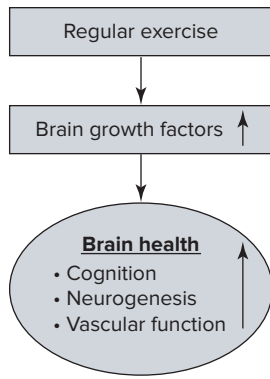 Regular exercise
Brain growth factors
Brain health
• Cognition
• Neurogenesis
• Vascular function